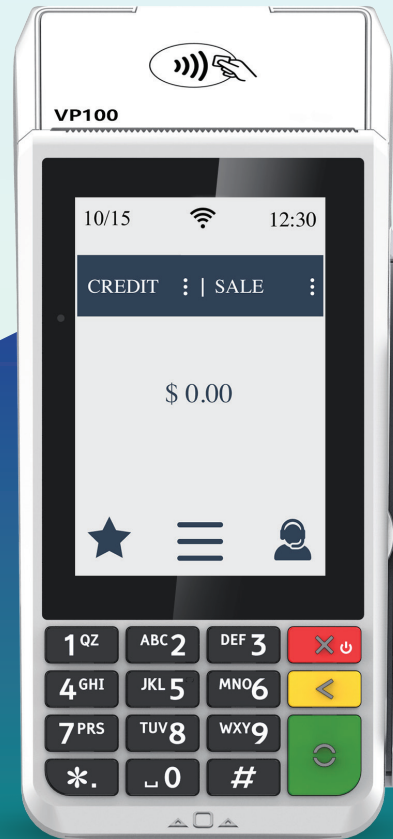 VP100
10/15 12:30
CREDIT ⋮ | SALE ⋮
$ 0.00
1 QZ ABC 2 DEF 3
4 GHI JKL 5 MNO 6
7 PRS TUV 8 WXY 9
*. ⎵ 0 #